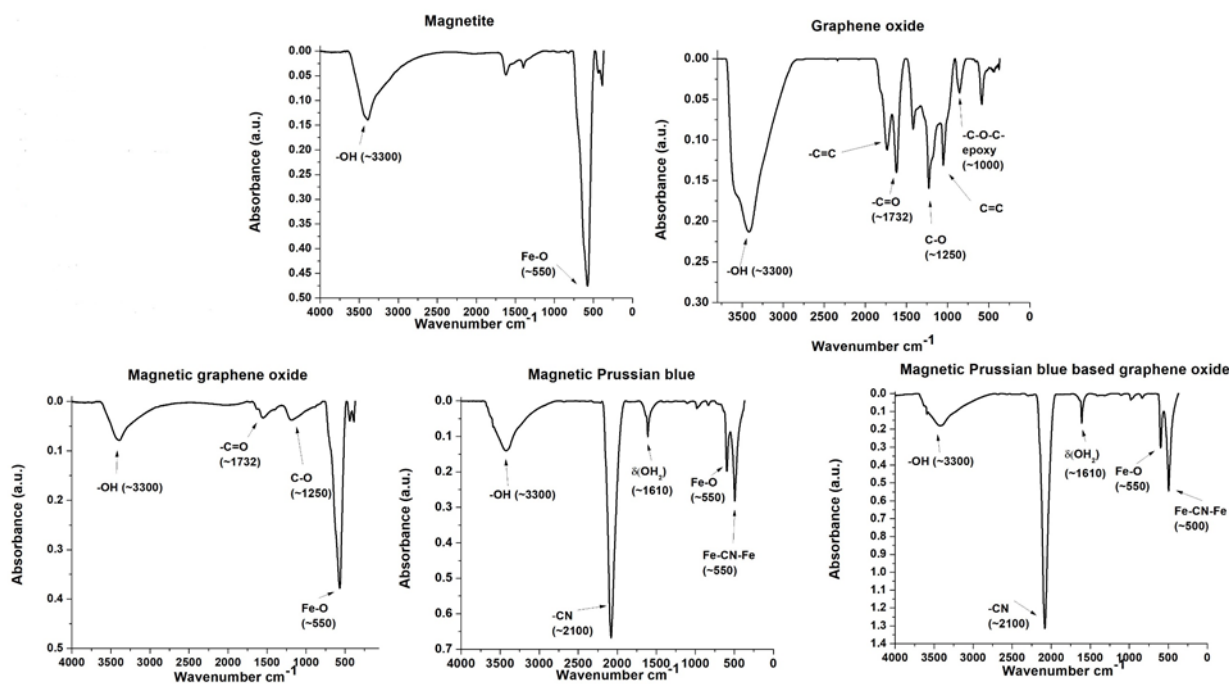 Magnetite
0.00
0.05
0.10
0.15
0.20
0.25
0.30
0.35
0.40
0.45
0.50
Absorbance (a.u.)
-OH (~3300)
Fe-O
(~550)
4000 3500 3000 2500 2000 1500 1000 500 0
Wavenumber cm-1
Graphene oxide
0.00
0.05
0.10
0.15
0.20
0.25
0.30
Absorbance (a.u.)
-OH (~3300)
-C=C
-C=O
(~1732)
C-O
(~1250)
-C-O-C-
epoxy
(~1000)
C=C
3500 3000 2500 2000 1500 1000 500 0
Wavenumber cm-1
Magnetic graphene oxide
0.0
0.1
0.2
0.3
0.4
0.5
Absorbance (a.u.)
-OH (~3300)
-C=O
(~1732)
C-O
(~1250)
Fe-O
(~550)
4000 3500 3000 2500 2000 1500 1000 500
Wavenumber cm-1
Magnetic Prussian blue
0.0
0.1
0.2
0.3
0.4
0.5
0.6
0.7
Absorbance (a.u.)
-OH (~3300)
-CN
(~2100)
δ(OH2)
(~1610)
Fe-O
(~550)
Fe-CN-Fe
(~550)
4000 3500 3000 2500 2000 1500 1000 500 0
Wavenumber cm-1
Magnetic Prussian blue based graphene oxide
0.0
0.1
0.2
0.3
0.4
0.5
0.6
0.7
0.8
0.9
1.0
1.1
1.2
1.3
1.4
Absorbance (a.u.)
-OH (~3300)
-CN
(~2100)
δ(OH2)
(~1610)
Fe-O
(~550)
Fe-CN-Fe
(~500)
4000 3500 3000 2500 2000 1500 1000 500 0
Wavenumber cm-1